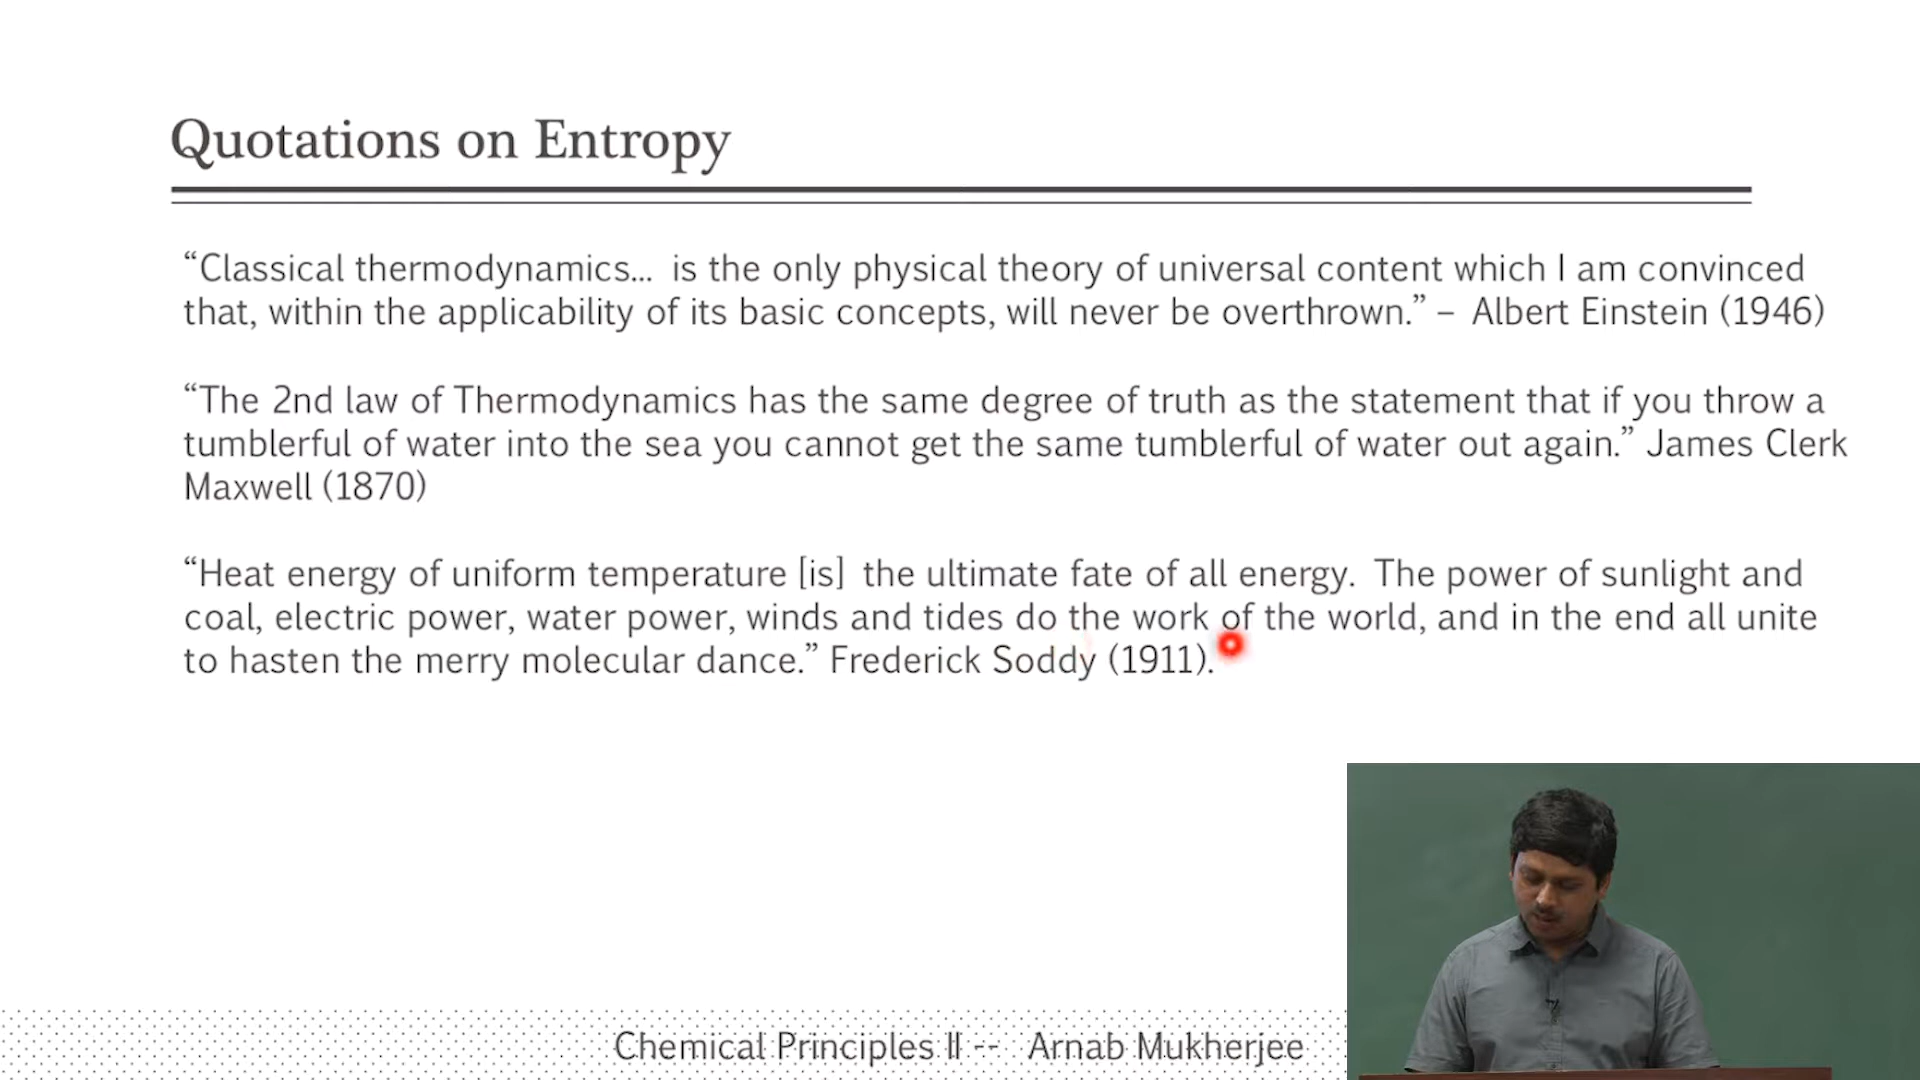 Quotations on Entropy
“Classical thermodynamics... is the only physical theory of universal content which I am convinced
that, within the applicability of its basic concepts, will never be overthrown.” – Albert Einstein (1946)
“The 2nd law of Thermodynamics has the same degree of truth as the statement that if you throw a
tumblerful of water into the sea you cannot get the same tumblerful of water out again.” James Clerk
Maxwell (1870)
“Heat energy of uniform temperature [is] the ultimate fate of all energy. The power of sunlight and
coal, electric power, water power, winds and tides do the work of the world, and in the end all unite
to hasten the merry molecular dance.” Frederick Soddy (1911).
Chemical Principles II -- Arnab Mukherjee